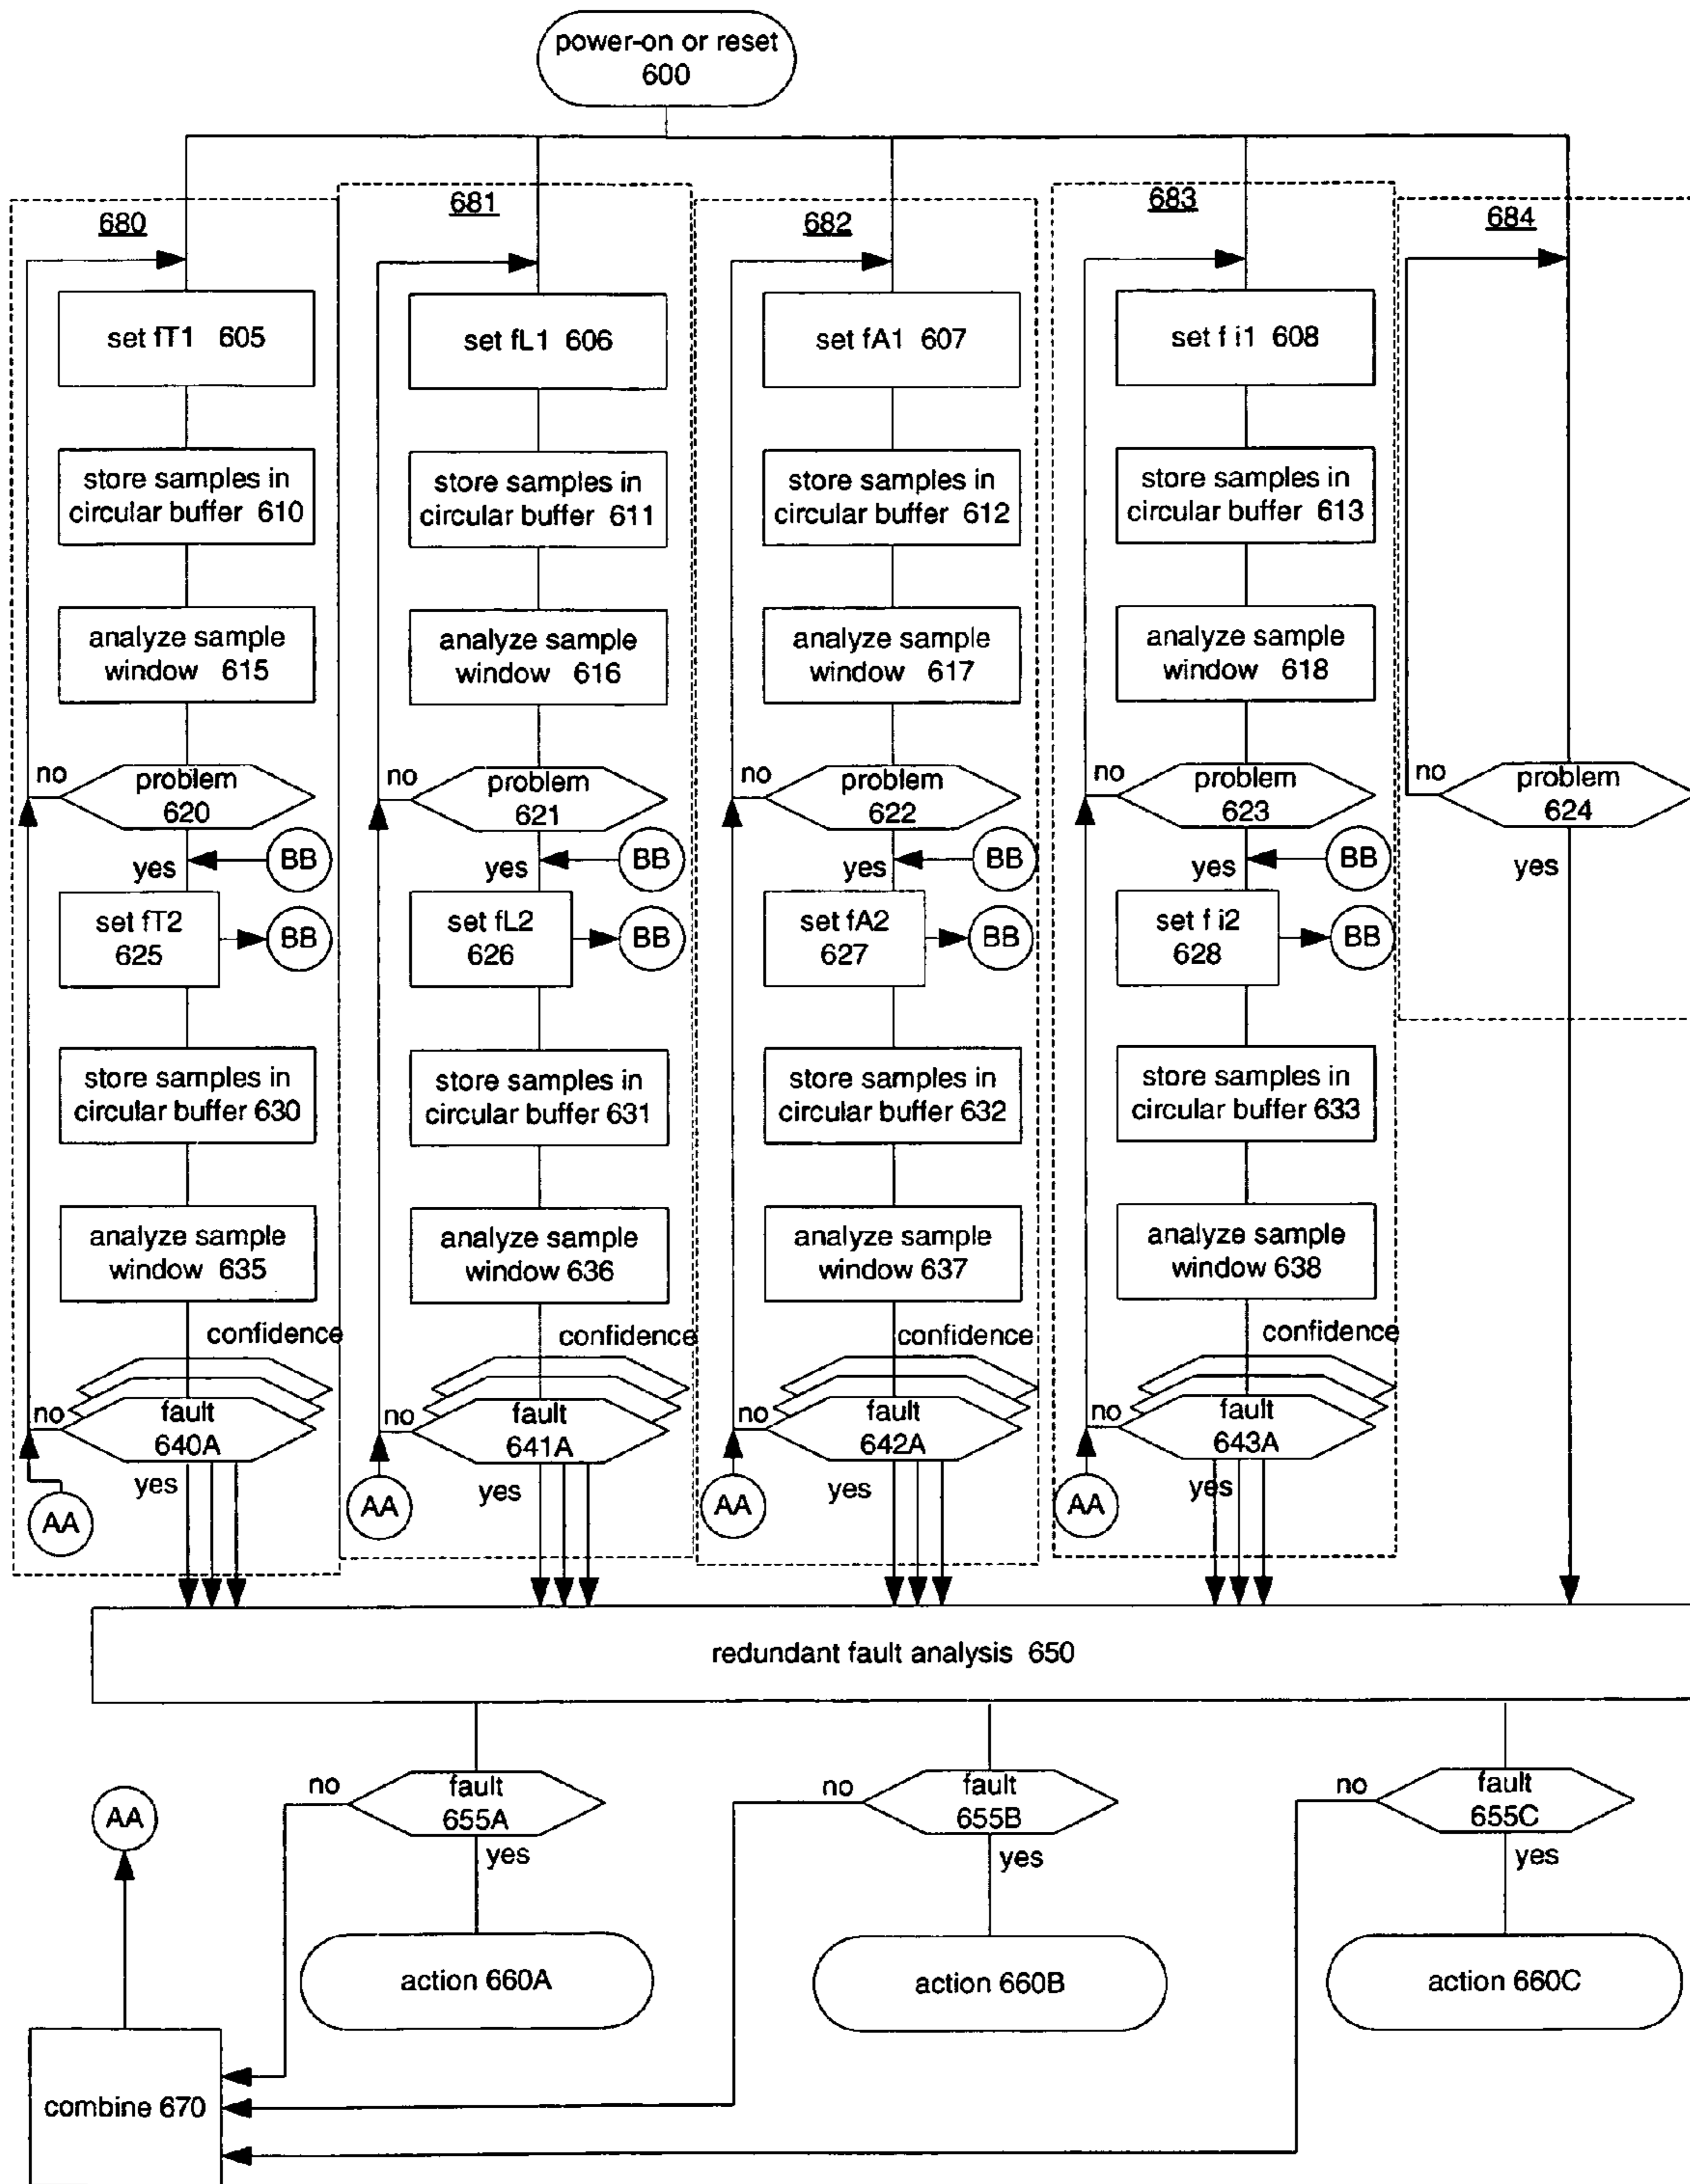 power-on or reset
600
680
681
682
683
684
set fT1 605
set fL1 606
set fA1 607
set f i1 608
store samples in
circular buffer 610
store samples in
circular buffer 611
store samples in
circular buffer 612
store samples in
circular buffer 613
analyze sample
window 615
analyze sample
window 616
analyze sample
window 617
analyze sample
window 618
no
problem
620
no
problem
621
no
problem
622
no
problem
623
no
problem
624
yes
BB
yes
BB
yes
BB
yes
BB
yes
set fT2
625
BB
set fL2
626
BB
set fA2
627
BB
set f i2
628
BB
store samples in
circular buffer 630
store samples in
circular buffer 631
store samples in
circular buffer 632
store samples in
circular buffer 633
analyze sample
window 635
analyze sample
window 636
analyze sample
window 637
analyze sample
window 638
confidence
confidence
confidence
confidence
no
fault
640A
no
fault
641A
no
fault
642A
no
fault
643A
yes
yes
yes
yes
AA
AA
AA
AA
redundant fault analysis 650
no
fault
655A
no
fault
655B
no
fault
655C
AA
yes
yes
yes
action 660A
action 660B
action 660C
combine 670